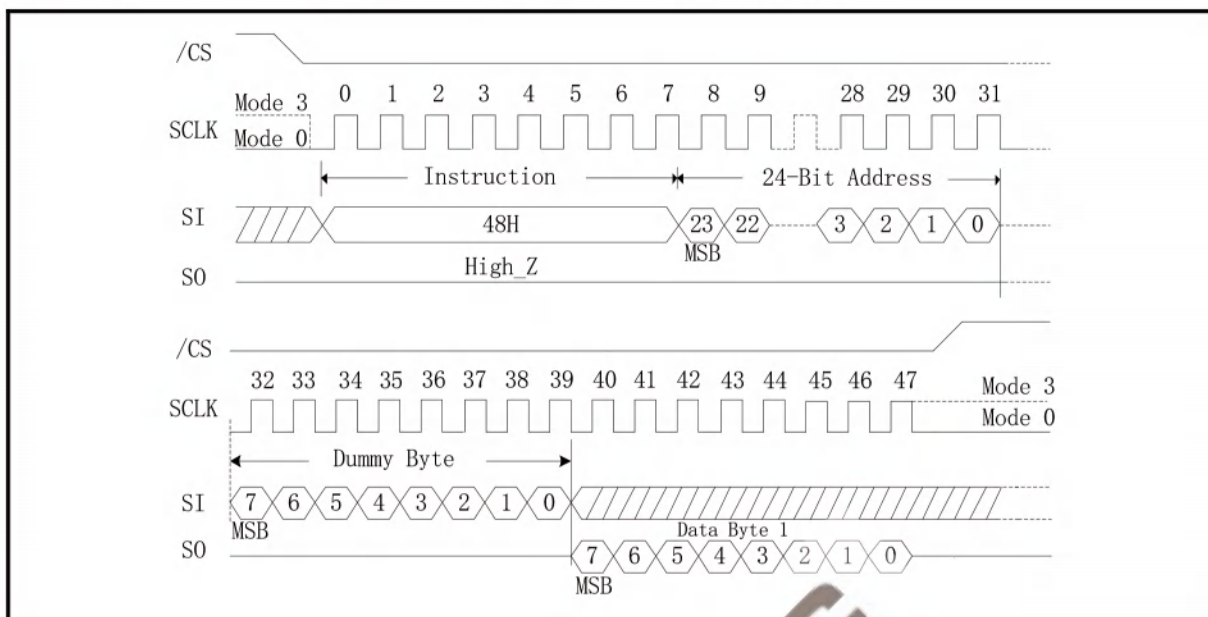 /CS
0 1 2 3 4 5 6 7 8 9 28 29 30 31
Mode 3
SCLK
Mode 0
Instruction 24-Bit Address
SI 48H 23 22 3 2 1 0
MSB
High_Z
SO
/CS
32 33 34 35 36 37 38 39 40 41 42 43 44 45 46 47
Mode 3
SCLK
Mode 0
Dummy Byte
SI 7 6 5 4 3 2 1 0
MSB Data Byte 1
SO 7 6 5 4 3 2 1 0
MSB